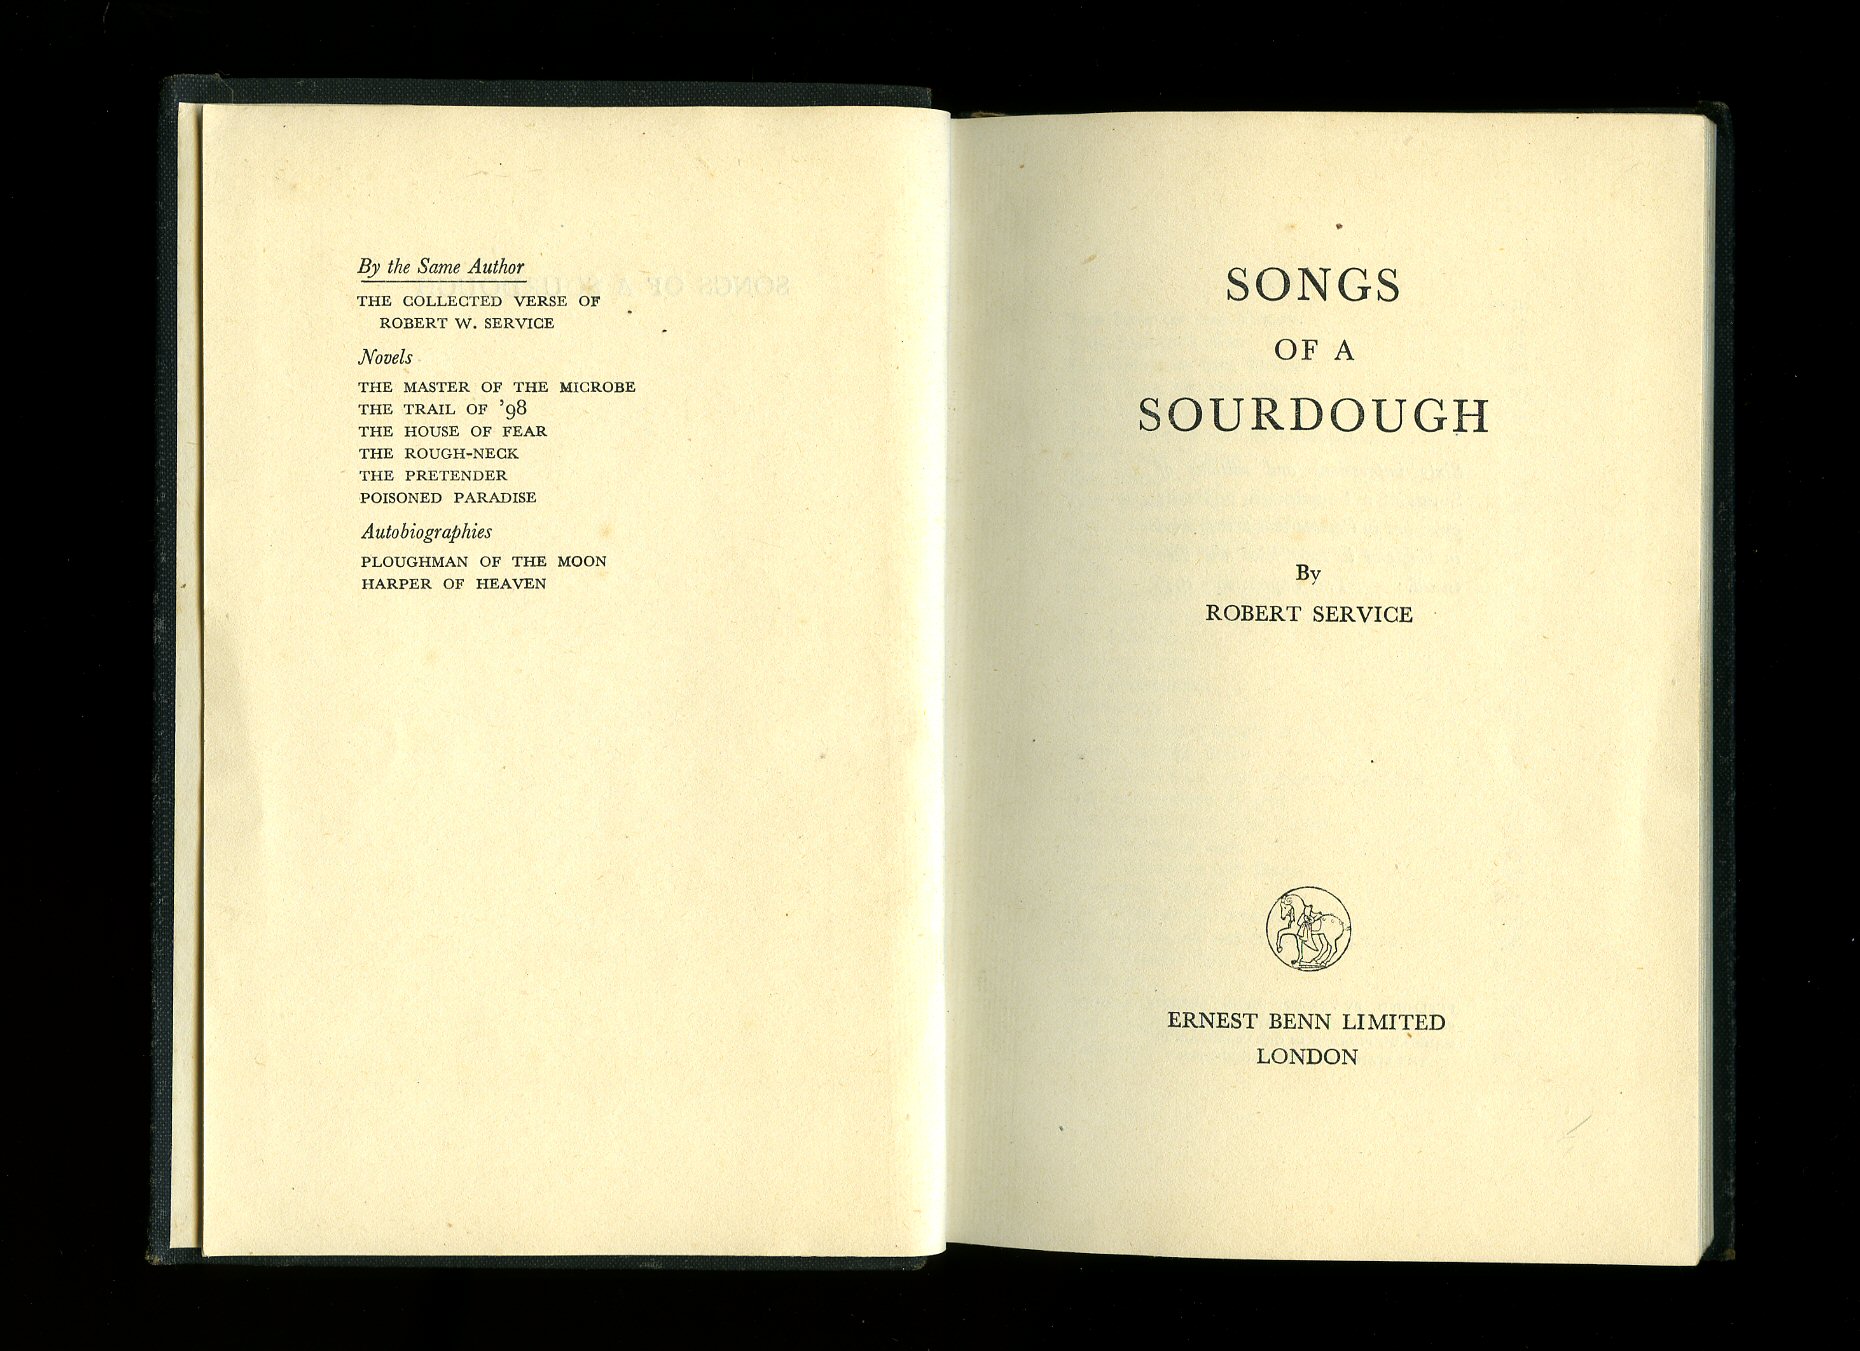 By the Same Author
THE COLLECTED VERSE OF
ROBERT W. SERVICE
Novels
THE MASTER OF THE MICROBE
THE TRAIL OF '98
THE HOUSE OF FEAR
THE ROUGH-NECK
THE PRETENDER
POISONED PARADISE
Autobiographies
PLOUGHMAN OF THE MOON
HARPER OF HEAVEN
SONGS
OF A
SOURDOUGH
By
ROBERT SERVICE
ERNEST BENN LIMITED
LONDON